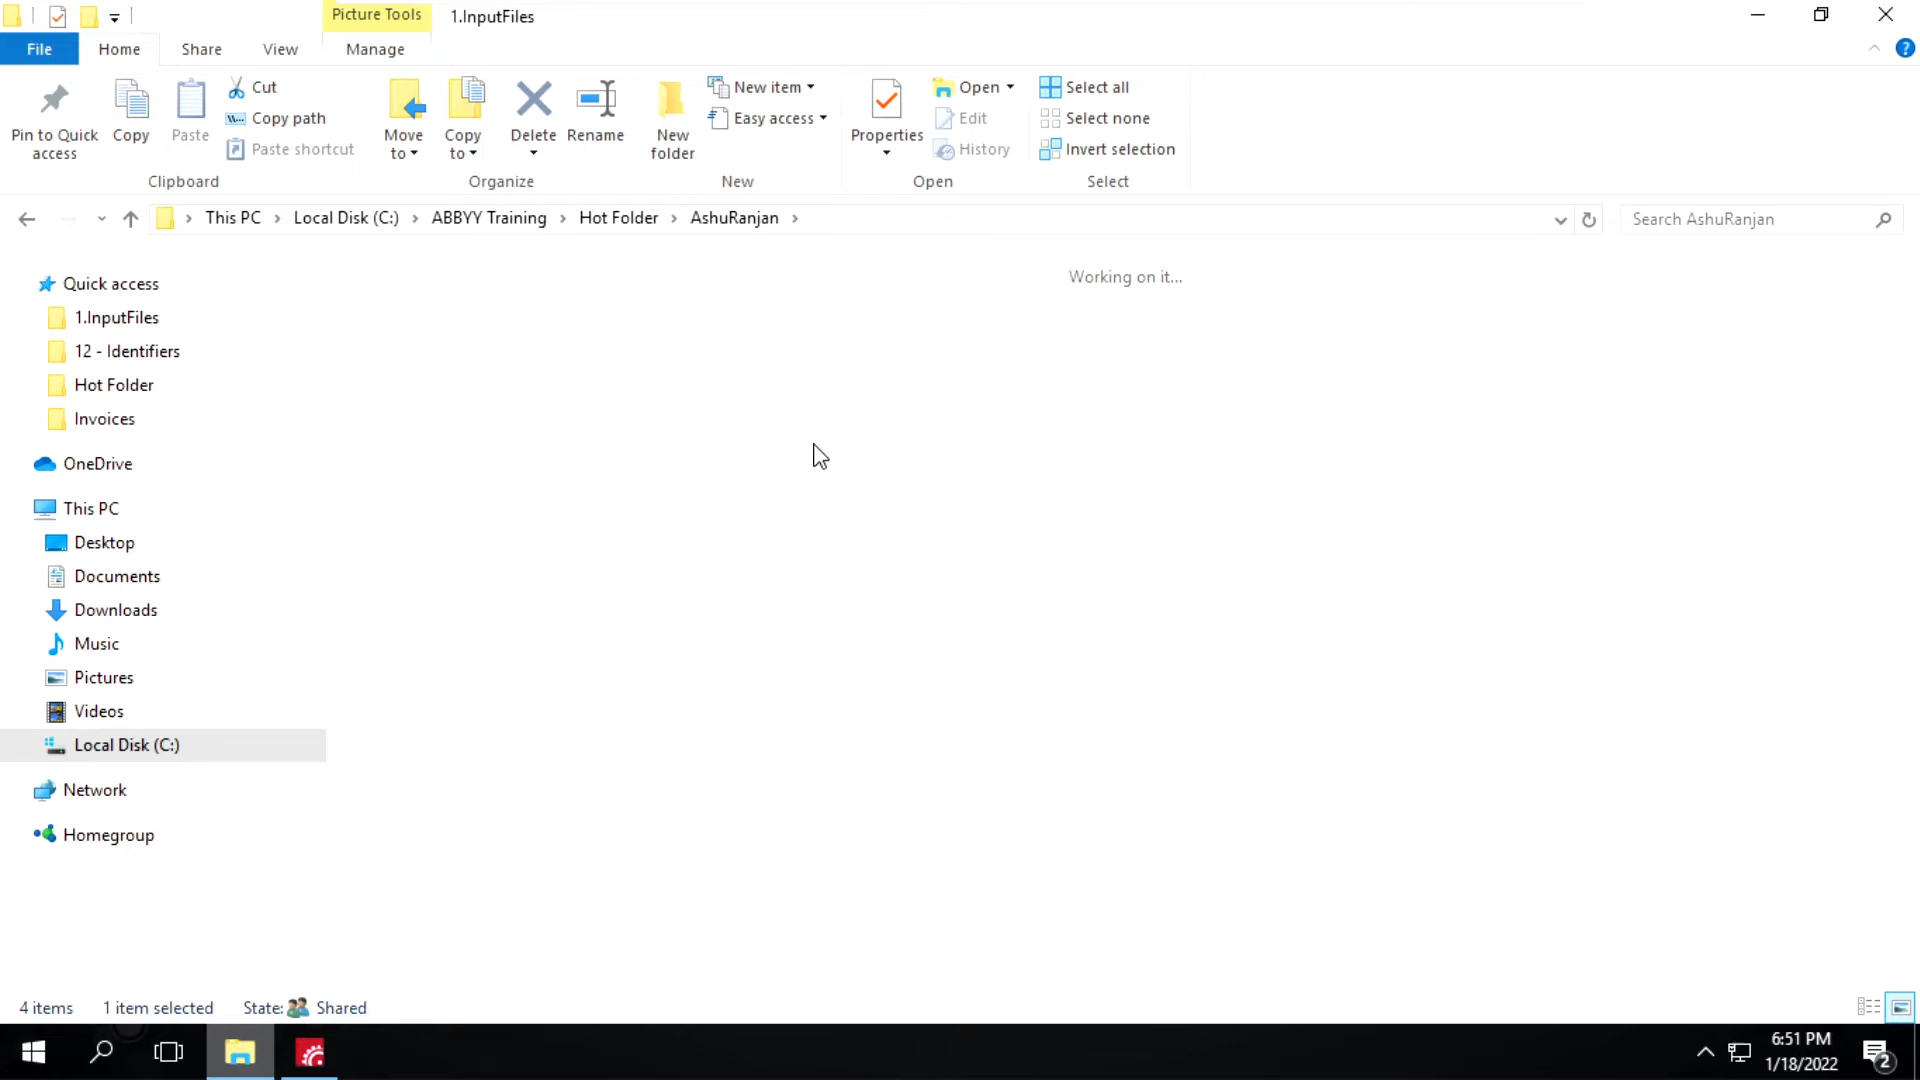 Picture Tools
1.InputFiles
File
Home
Share
View
Manage
Pin to Quick access
Copy
Paste
Cut
Copy path
Paste shortcut
Clipboard
Move to
Copy to
Delete
Rename
Organize
New folder
New item
Easy access
New
Properties
Open
Edit
History
Open
Select all
Select none
Invert selection
Select
This PC > Local Disk (C:) > ABBYY Training > Hot Folder > AshuRanjan >
Search AshuRanjan
Working on it...
Quick access
1.InputFiles
12 - Identifiers
Hot Folder
Invoices
OneDrive
This PC
Desktop
Documents
Downloads
Music
Pictures
Videos
Local Disk (C:)
Network
Homegroup
4 items
1 item selected
State: Shared
6:51 PM
1/18/2022
2